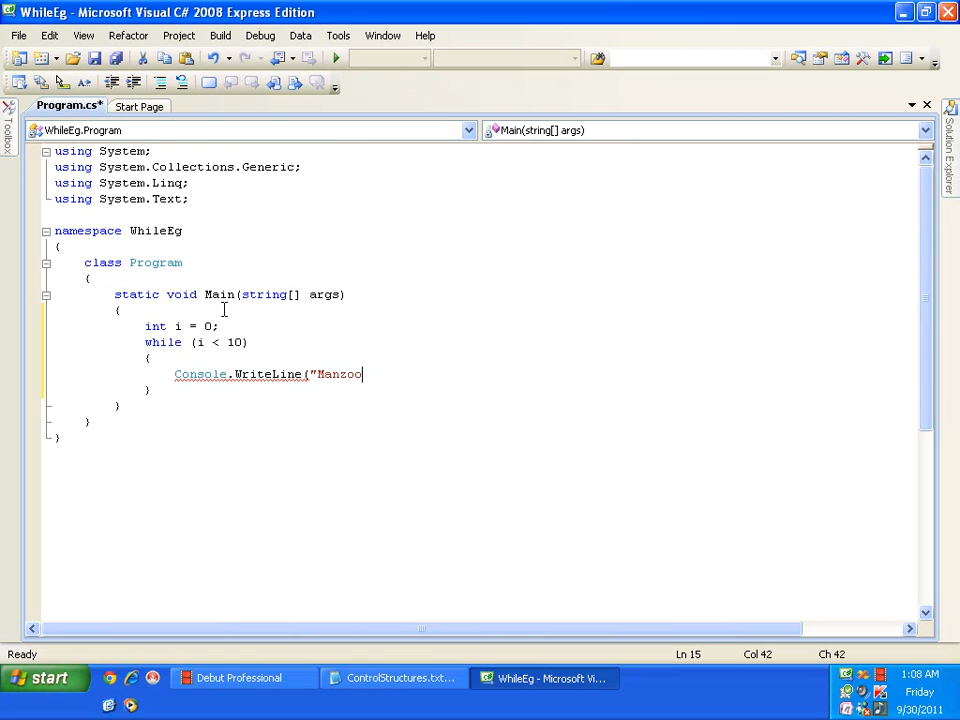 WhileEg - Microsoft Visual C# 2008 Express Edition
File Edit View Refactor Project Build Debug Data Tools Window Help
Program.cs* Start Page
WhileEg.Program Main(string[] args)
Toolbox
Solution Explorer
using System;
using System.Collections.Generic;
using System.Linq;
using System.Text;
namespace WhileEg
{
class Program
{
static void Main(string[] args)
{
int i = 0;
while (i < 10)
{
Console.WriteLine("Manzoo
}
}
}
}
Ready Ln 15 Col 42 Ch 42
start Debut Professional ControlStructures.txt... WhileEg - Microsoft Vi... 1:08 AM
Friday
9/30/2011